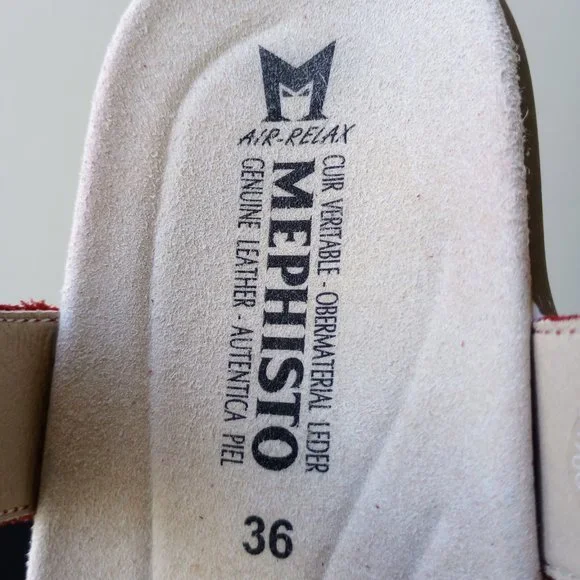 AIR-RELAX
CUIR VERITABLE - OBERMATERIAL LEDER
MEPHISTO
GENUINE LEATHER - AUTENTICA PIEL
36